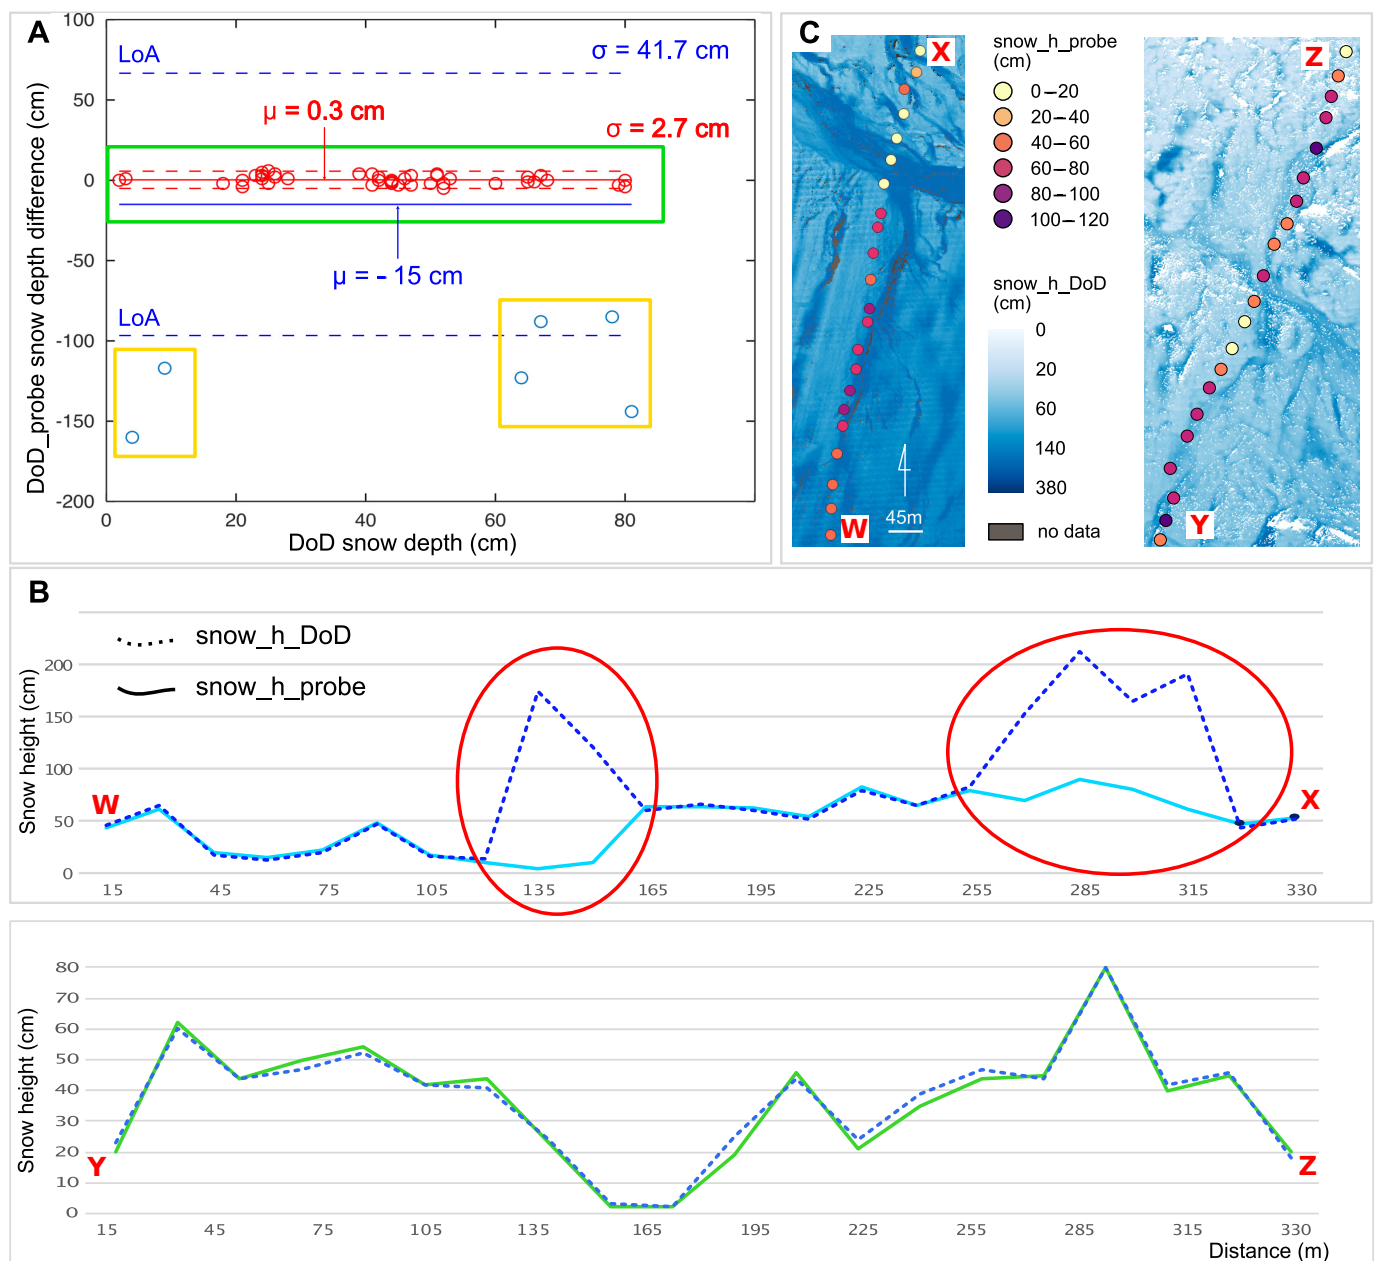 A
100
50
0
-50
-100
-150
-200
DoD_probe snow depth difference (cm)
LoA
σ = 41.7 cm
μ = 0.3 cm
σ = 2.7 cm
μ = - 15 cm
LoA
0 20 40 60 80
DoD snow depth (cm)
C
X
W
45m
snow_h_probe
(cm)
0–20
20–40
40–60
60–80
80–100
100–120
snow_h_DoD
(cm)
0
20
60
140
380
no data
Z
Y
B
snow_h_DoD
snow_h_probe
Snow height (cm)
200
150
100
50
0
W
X
15 45 75 105 135 165 195 225 255 285 315 330
Snow height (cm)
80
70
60
50
40
30
20
10
0
Y
Z
15 45 75 105 135 165 195 225 255 285 315 330
Distance (m)